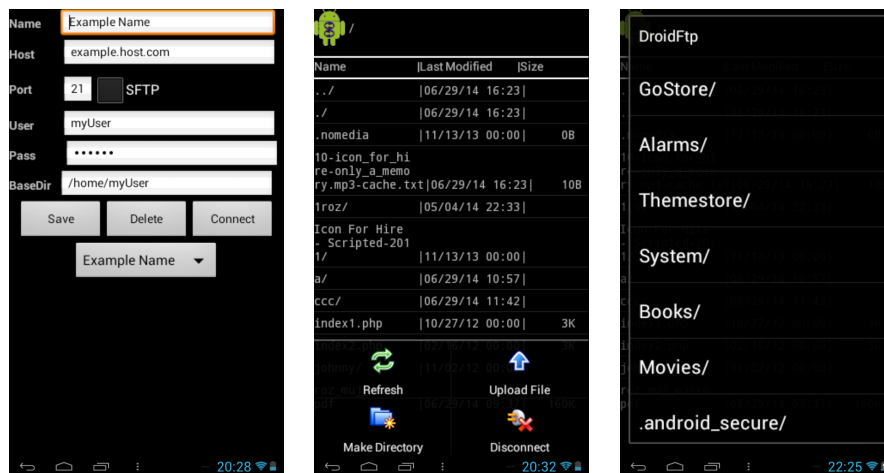 Name Example Name
Host example.host.com
Port 21 SFTP
User myUser
Pass ••••••
BaseDir /home/myUser
Save Delete Connect
Example Name
20:28
/
Name |Last Modified |Size
../ |06/29/14 16:23|
./ |06/29/14 16:23|
.nomedia |11/13/13 00:00| 0B
10-icon_for_hi
re-only_a_memo
ry.mp3-cache.txt|06/29/14 16:23| 10B
1roz/ |05/04/14 22:33|
Icon For Hire
- Scripted-201
1/ |11/13/13 00:00|
a/ |06/29/14 10:57|
ccc/ |06/29/14 11:42|
index1.php |10/27/12 00:00| 3K
Refresh Upload File
Make Directory Disconnect
20:32
DroidFtp
GoStore/
Alarms/
Themestore/
System/
Books/
Movies/
.android_secure/
22:25